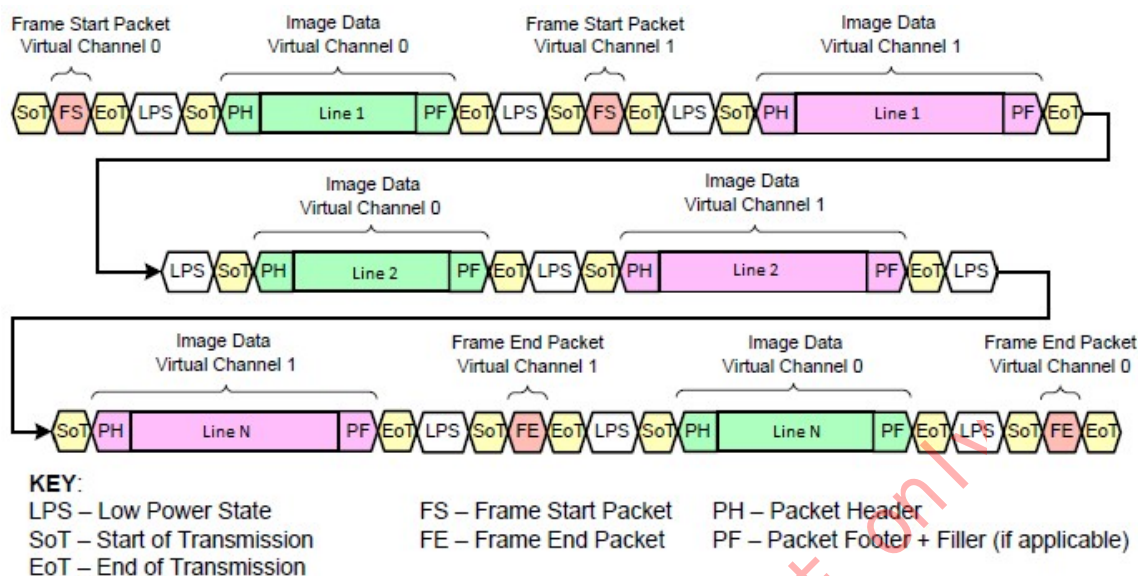 Frame Start Packet
Virtual Channel 0
Image Data
Virtual Channel 0
Frame Start Packet
Virtual Channel 1
Image Data
Virtual Channel 1
SoT FS EoT LPS SoT PH Line 1 PF EoT LPS SoT FS EoT LPS SoT PH Line 1 PF EoT
Image Data
Virtual Channel 0
Image Data
Virtual Channel 1
LPS SoT PH Line 2 PF EoT LPS SoT PH Line 2 PF EoT LPS
Image Data
Virtual Channel 1
Frame End Packet
Virtual Channel 1
Image Data
Virtual Channel 0
Frame End Packet
Virtual Channel 0
SoT PH Line N PF EoT LPS SoT FE EoT LPS SoT PH Line N PF EoT LPS SoT FE EoT
KEY:
LPS – Low Power State
SoT – Start of Transmission
EoT – End of Transmission
FS – Frame Start Packet
FE – Frame End Packet
PH – Packet Header
PF – Packet Footer + Filler (if applicable)
only